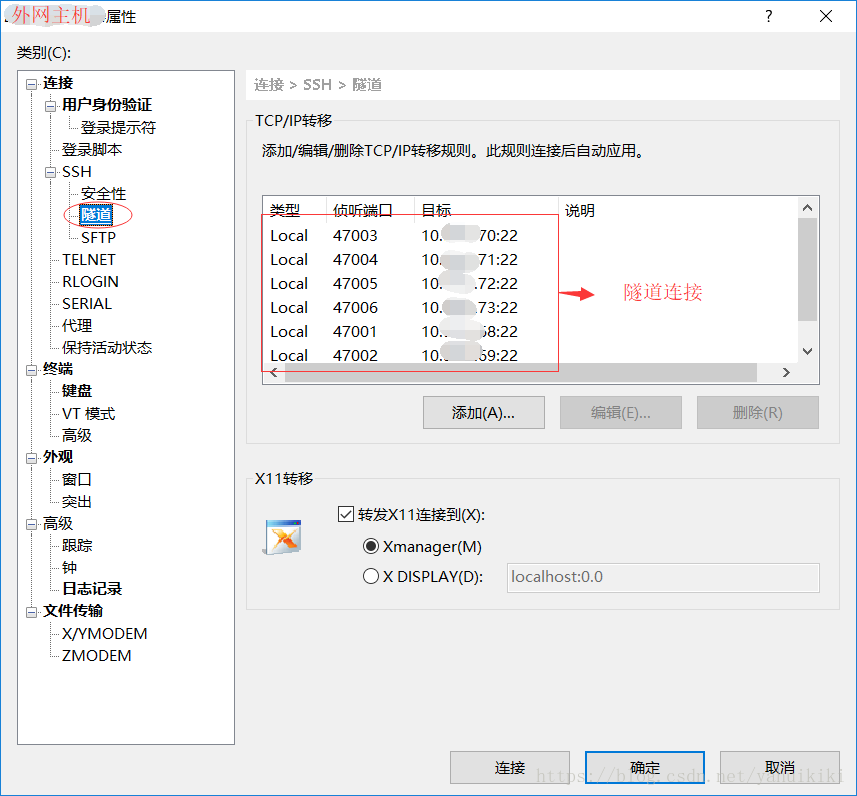 外网主机 属性
类别(C):
连接
用户身份验证
登录提示符
登录脚本
SSH
安全性
隧道
SFTP
TELNET
RLOGIN
SERIAL
代理
保持活动状态
终端
键盘
VT 模式
高级
外观
窗口
突出
高级
跟踪
钟
日志记录
文件传输
X/YMODEM
ZMODEM
连接 > SSH > 隧道
TCP/IP转移
添加/编辑/删除TCP/IP转移规则。此规则连接后自动应用。
类型 侦听端口 目标 说明
Local 47003 10. 70:22
Local 47004 10. 71:22
Local 47005 10. .72:22
Local 47006 10. .73:22
Local 47001 10. 68:22
Local 47002 10. 69:22
隧道连接
添加(A)... 编辑(E)... 删除(R)
X11转移
转发X11连接到(X):
Xmanager(M)
X DISPLAY(D): localhost:0.0
连接 确定 取消
https://blog.csdn.net/yandikiki